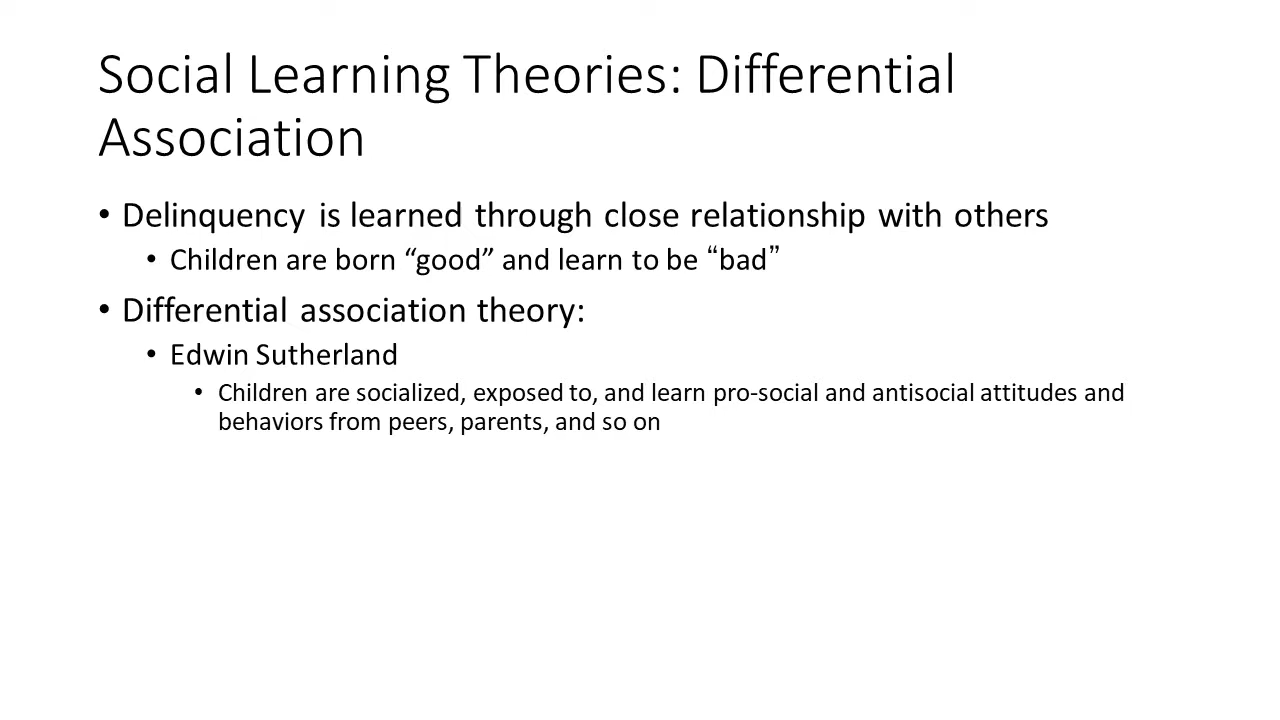 Social Learning Theories: Differential
Association
• Delinquency is learned through close relationship with others
• Children are born “good” and learn to be “bad”
• Differential association theory:
• Edwin Sutherland
• Children are socialized, exposed to, and learn pro-social and antisocial attitudes and
behaviors from peers, parents, and so on